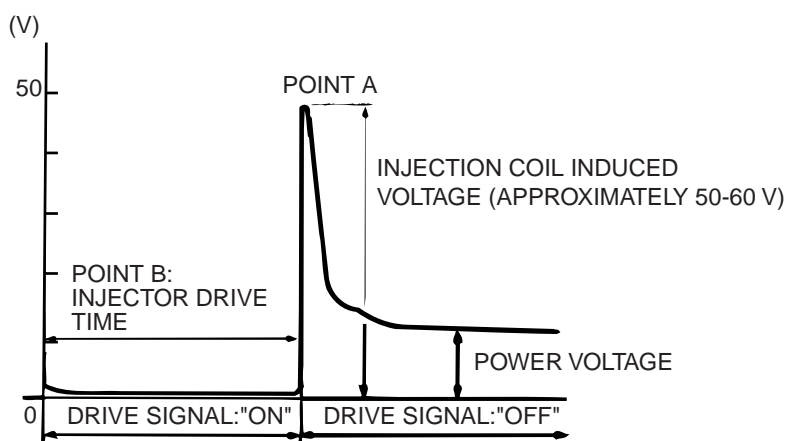 (V)
50
POINT A
INJECTION COIL INDUCED
VOLTAGE (APPROXIMATELY 50-60 V)
POINT B:
INJECTOR DRIVE
TIME
POWER VOLTAGE
0
DRIVE SIGNAL:"ON"
DRIVE SIGNAL:"OFF"